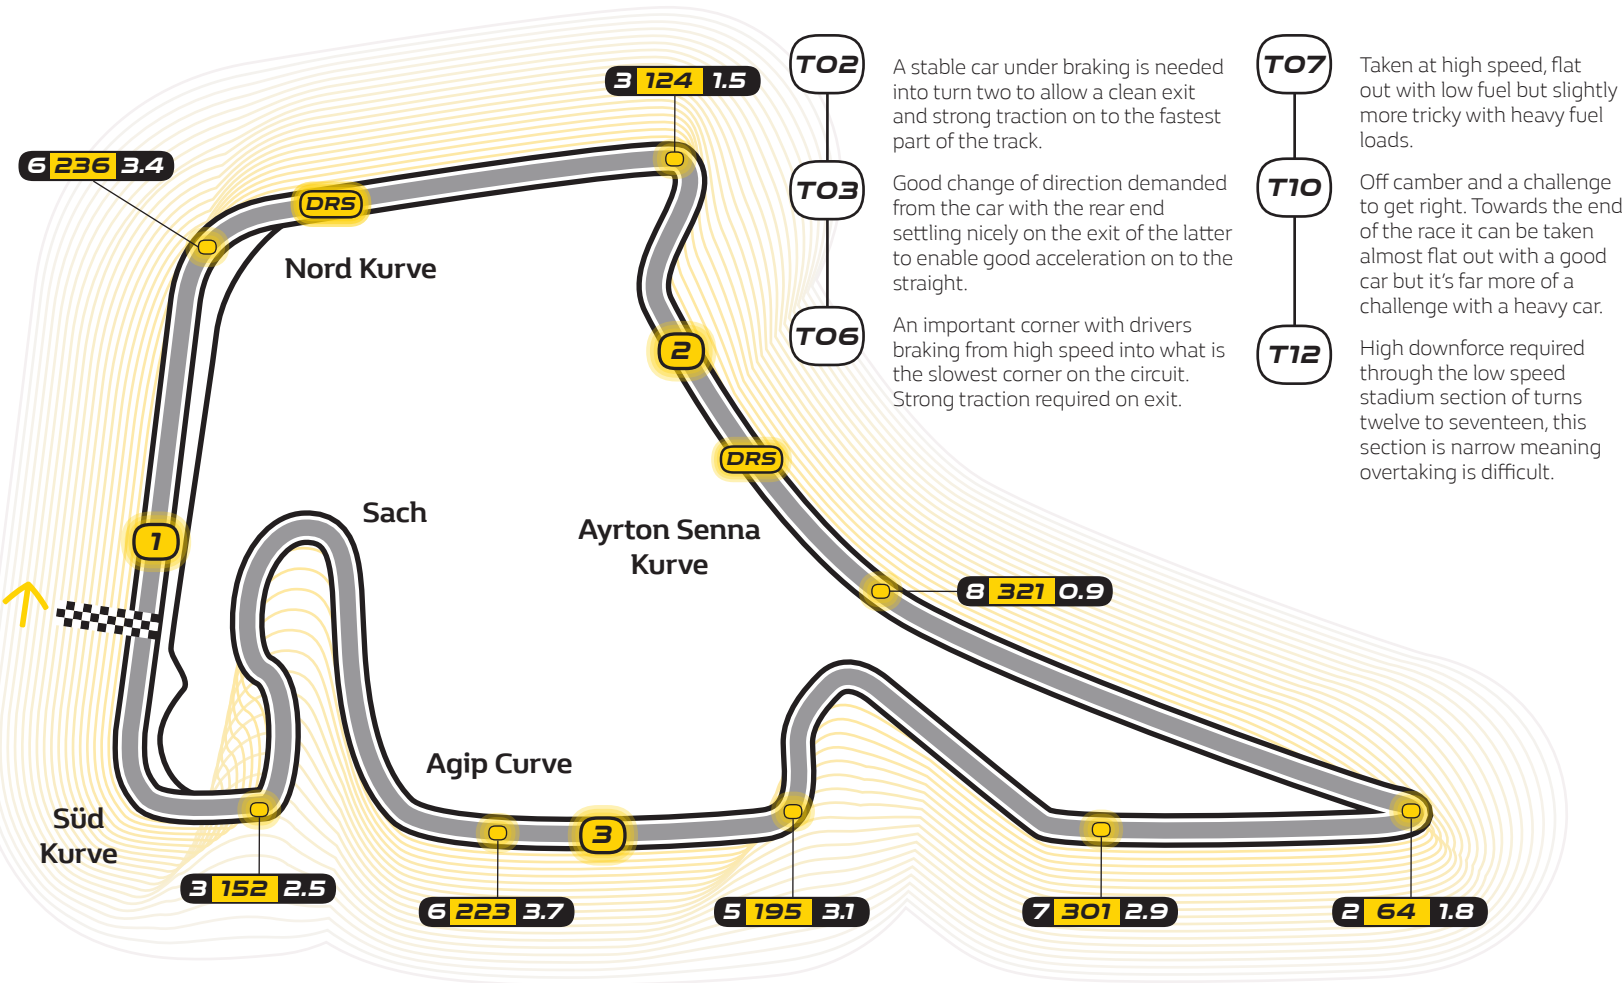 3 124 1.5
6 236 3.4
DRS
Nord Kurve
2
DRS
Sach
Ayrton Senna
Kurve
1
8 321 0.9
Agip Curve
Süd
Kurve
3
3 152 2.5
6 223 3.7
5 195 3.1
7 301 2.9
2 64 1.8
T02
A stable car under braking is needed
into turn two to allow a clean exit
and strong traction on to the fastest
part of the track.
T03
Good change of direction demanded
from the car with the rear end
settling nicely on the exit of the latter
to enable good acceleration on to the
straight.
T06
An important corner with drivers
braking from high speed into what is
the slowest corner on the circuit.
Strong traction required on exit.
T07
Taken at high speed, flat
out with low fuel but slightly
more tricky with heavy fuel
loads.
T10
Off camber and a challenge
to get right. Towards the end
of the race it can be taken
almost flat out with a good
car but it's far more of a
challenge with a heavy car.
T12
High downforce required
through the low speed
stadium section of turns
twelve to seventeen, this
section is narrow meaning
overtaking is difficult.